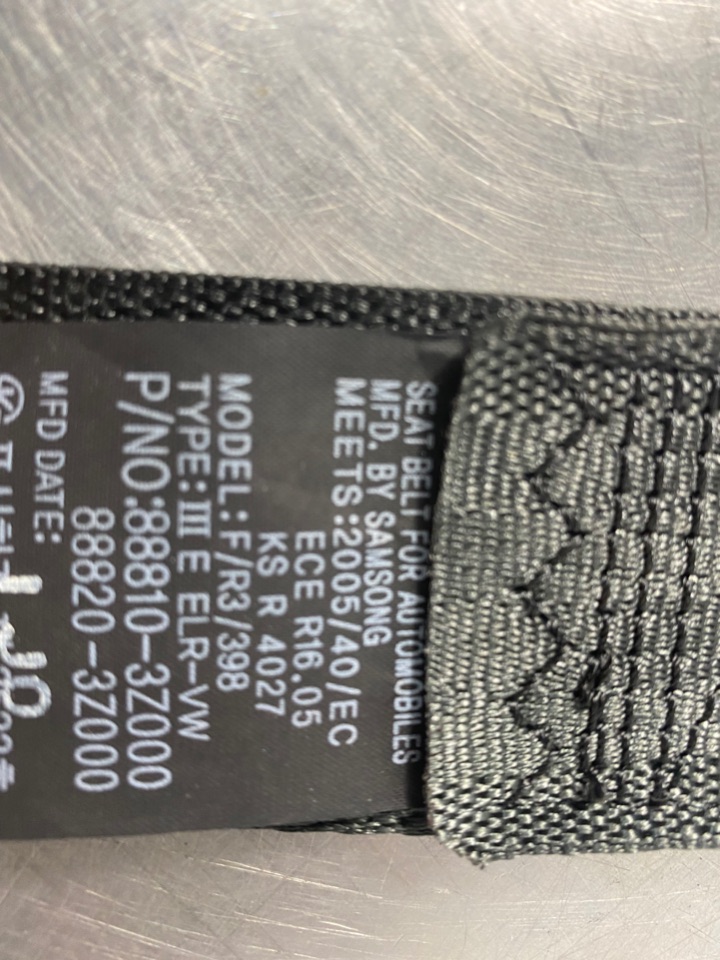 SEAT BELT FOR AUTOMOBILES
MFD. BY SAMSONG
MEETS:2005/40/EC
ECE R16.05
KS R 4027
MODEL:F/R3/398
TYPE:III E ELR-VW
P/NO:88810-3Z000
88820-3Z000
MFD DATE: